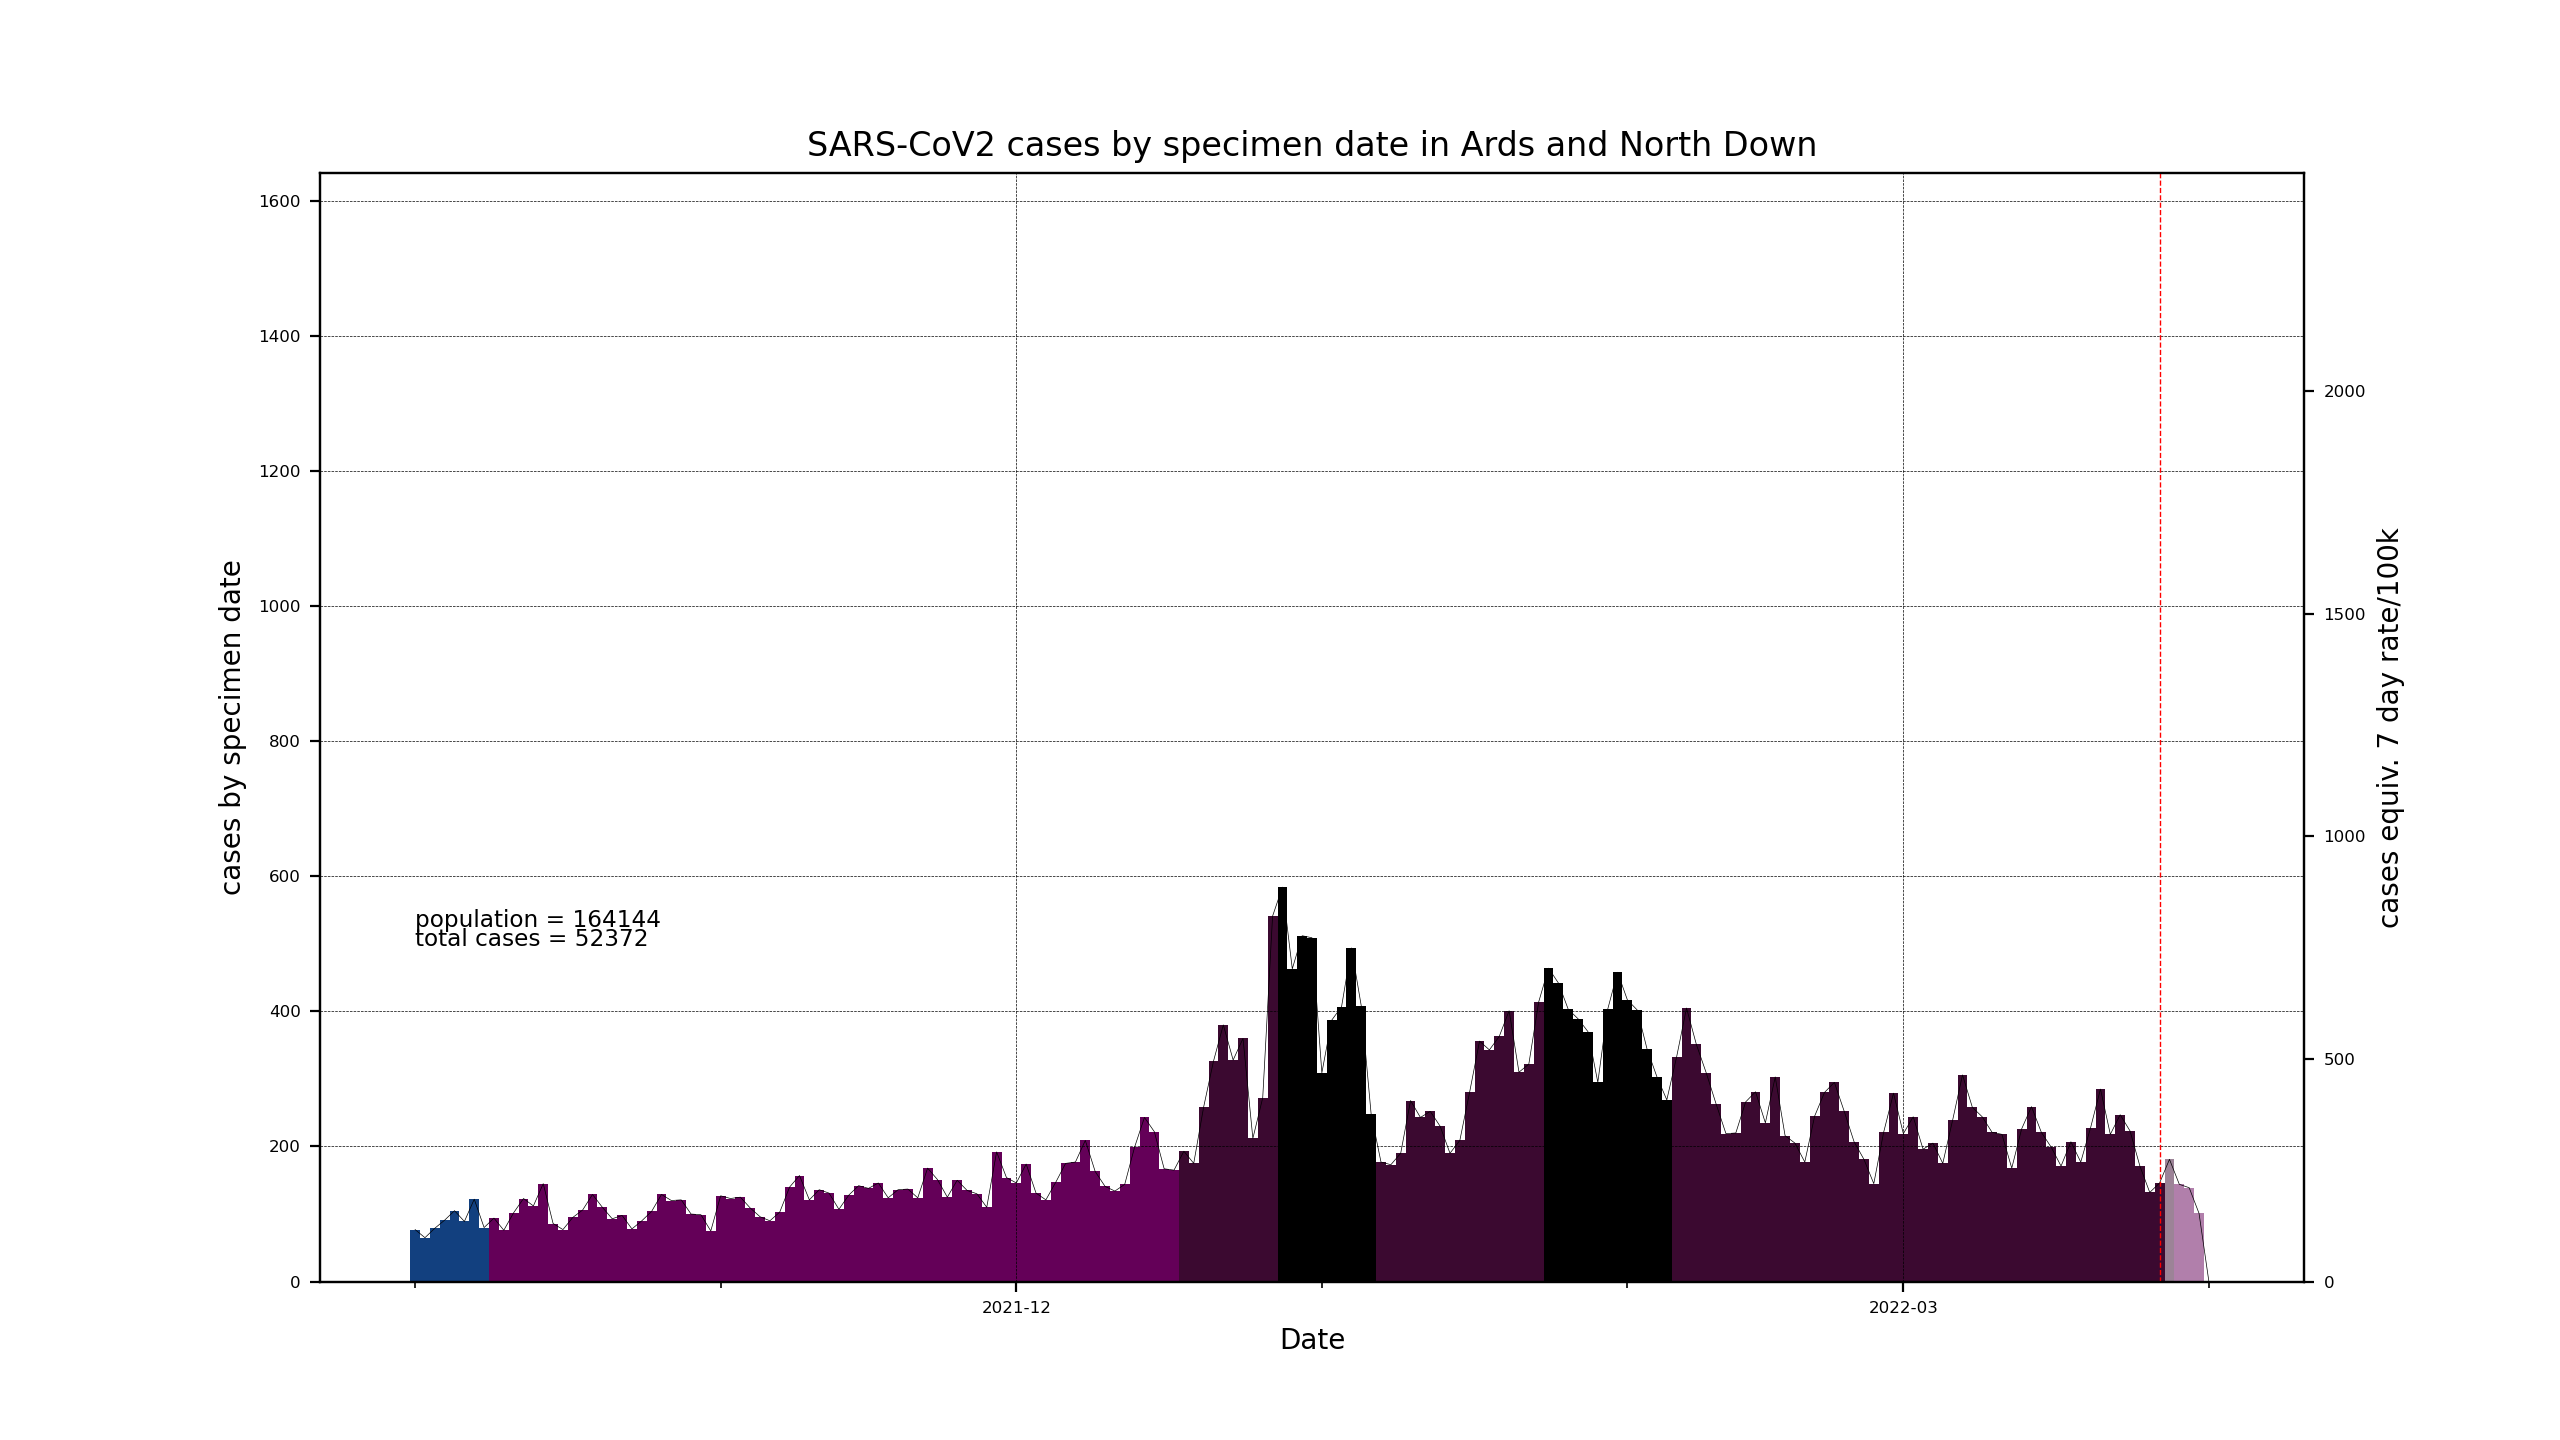 SARS-CoV2 cases by specimen date in Ards and North Down
cases by specimen date
1600
1400
1200
1000
800
600
400
200
0
population = 164144
total cases = 52372
2000
1500
1000
500
0
cases equiv. 7 day rate/100k
2021-12
2022-03
Date